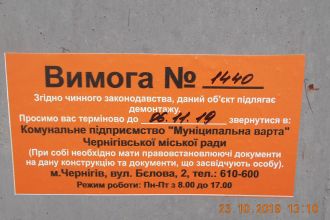 Вимога № 1440
Згідно чинного законодавства, даний об'єкт підлягає
демонтажу.
Просимо вас терміново до 06.11.19 звернутися в:
Комунальне підприємство "Муніципальна варта"
Чернігівської міської ради
(При собі необхідно мати правовстановлюючі документи
на дану конструкцію та документи, що засвідчують особу).
м.Чернігів, вул. Бєлова, 2, тел.: 610-600
Режим роботи: Пн-Пт з 8.00 до 17.00
23.10.2019 10:00